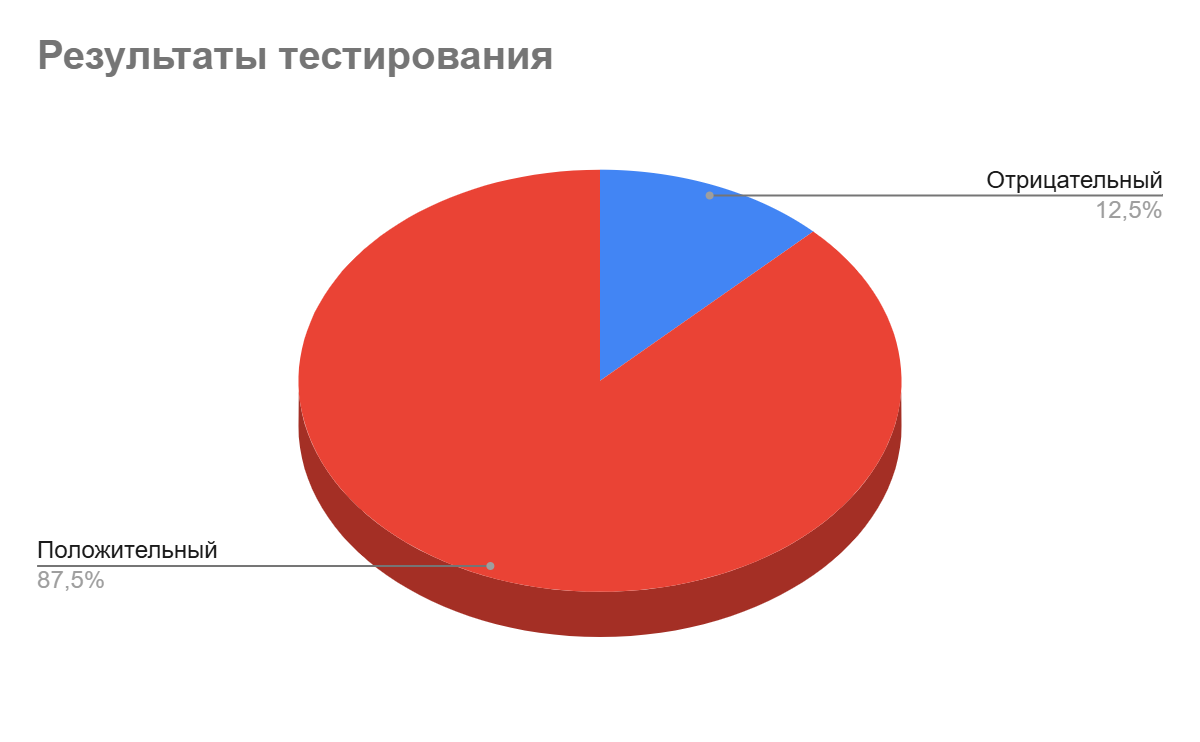 Результаты тестирования
Отрицательный
12,5%
Положительный
87,5%